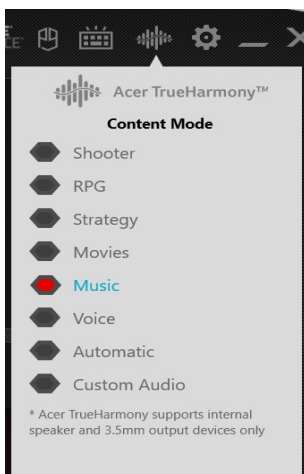 Acer TrueHarmony™
Content Mode
Shooter
RPG
Strategy
Movies
Music
Voice
Automatic
Custom Audio
* Acer TrueHarmony supports internal
speaker and 3.5mm output devices only